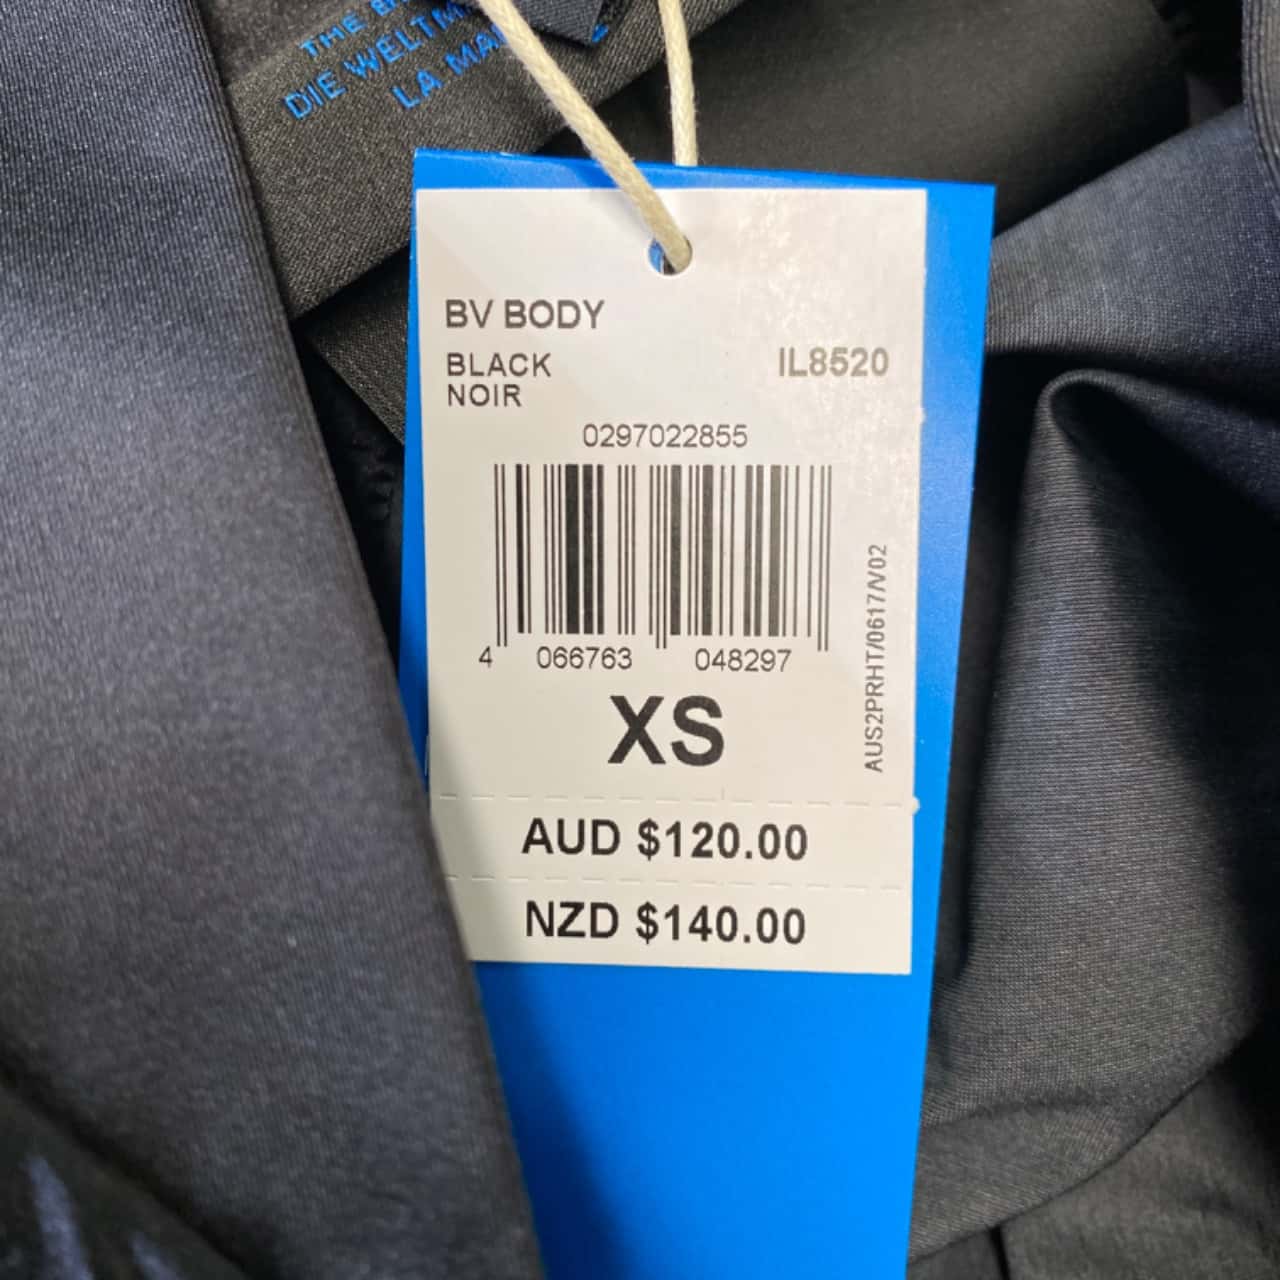 THE
DIE WELTM
LA MA
BV BODY
BLACK
NOIR
IL8520
0297022855
4 066763 048297
XS
AUS2PRHT/0617/V02
AUD $120.00
NZD $140.00